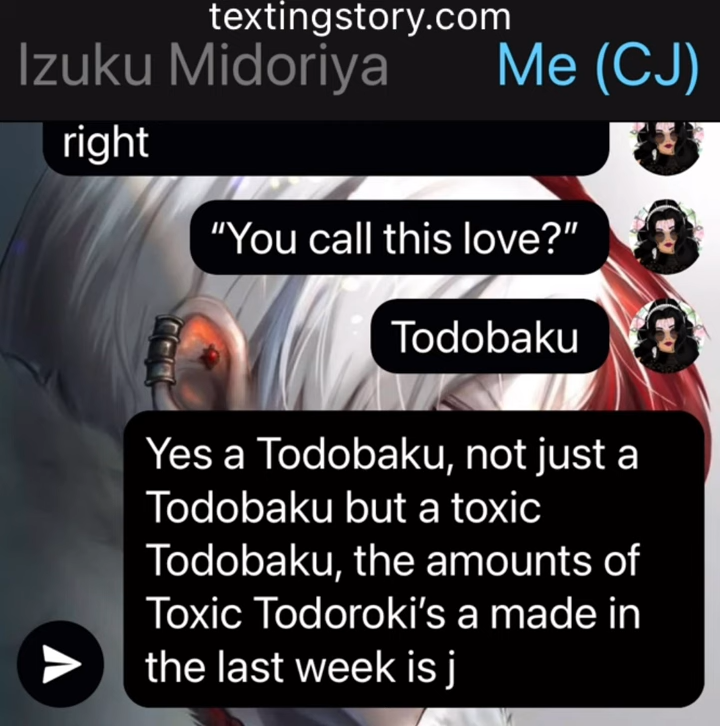 textingstory.com
Izuku Midoriya Me (CJ)
right
“You call this love?”
Todobaku
Yes a Todobaku, not just a
Todobaku but a toxic
Todobaku, the amounts of
Toxic Todoroki’s a made in
the last week is j